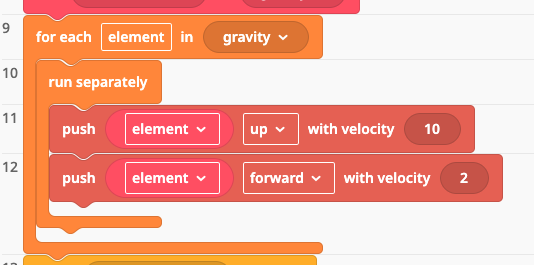 9
for each element in gravity
10
run separately
11
push element up with velocity 10
12
push element forward with velocity 2